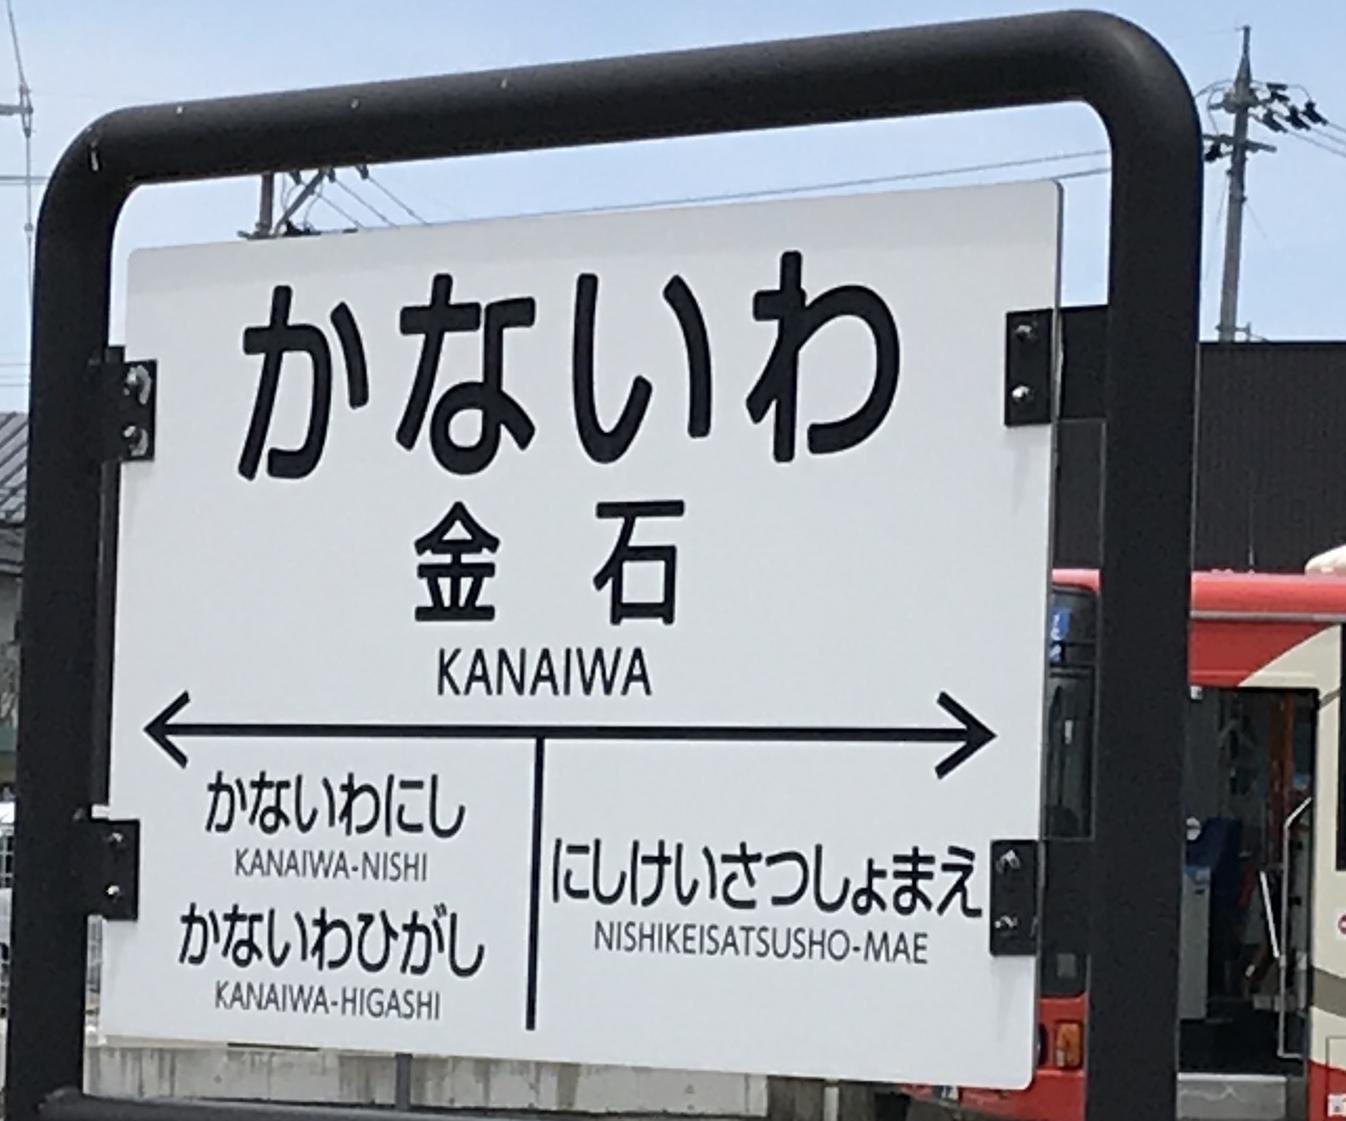 かないわ
金石
KANAIWA
かないわにし
KANAIWA-NISHI
かないわひがし
KANAIWA-HIGASHI
にしけいさつしょまえ
NISHIKEISATSUSHO-MAE